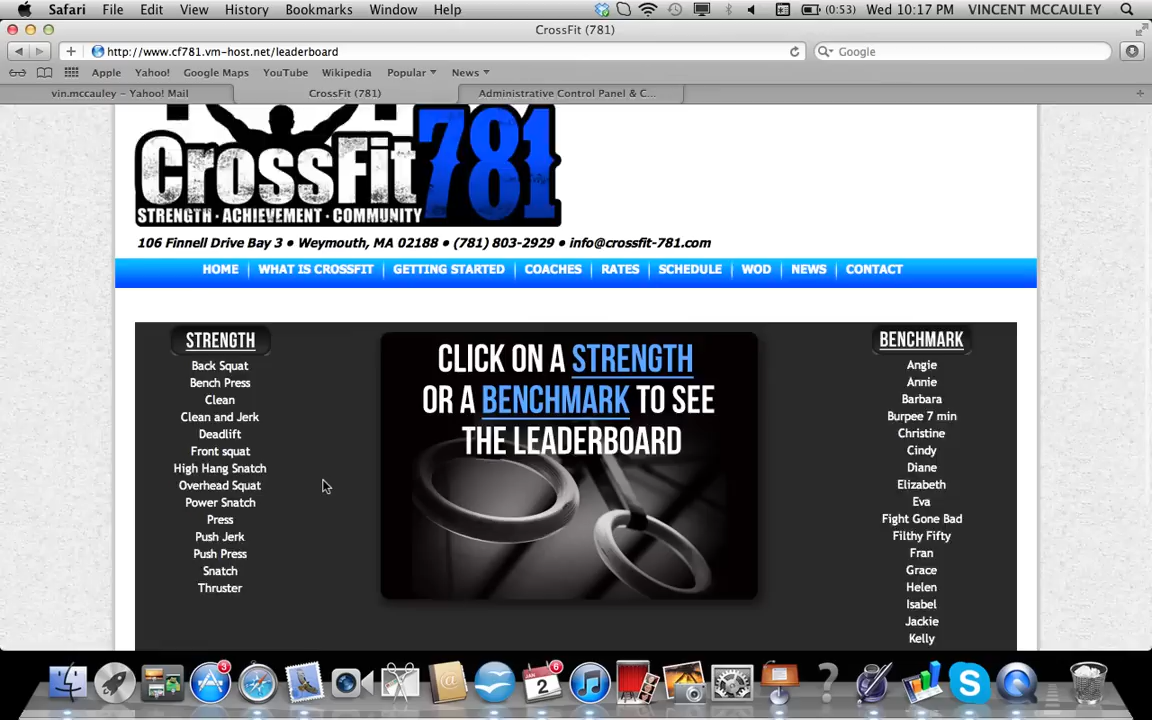 Safari File Edit View History Bookmarks Window Help (0:53) Wed 10:17 PM VINCENT MCCAULEY
CrossFit (781)
http://www.cf781.vm-host.net/leaderboard Google
Apple Yahoo! Google Maps YouTube Wikipedia Popular News
vin.mccauley – Yahoo! Mail CrossFit (781) Administrative Control Panel & C...
CrossFit 781
STRENGTH · ACHIEVEMENT · COMMUNITY
106 Finnell Drive Bay 3 • Weymouth, MA 02188 • (781) 803-2929 • info@crossfit-781.com
HOME WHAT IS CROSSFIT GETTING STARTED COACHES RATES SCHEDULE WOD NEWS CONTACT
STRENGTH
Back Squat
Bench Press
Clean
Clean and Jerk
Deadlift
Front squat
High Hang Snatch
Overhead Squat
Power Snatch
Press
Push Jerk
Push Press
Snatch
Thruster
CLICK ON A STRENGTH
OR A BENCHMARK TO SEE
THE LEADERBOARD
BENCHMARK
Angie
Annie
Barbara
Burpee 7 min
Christine
Cindy
Diane
Elizabeth
Eva
Fight Gone Bad
Filthy Fifty
Fran
Grace
Helen
Isabel
Jackie
Kelly
3
JAN
2
6